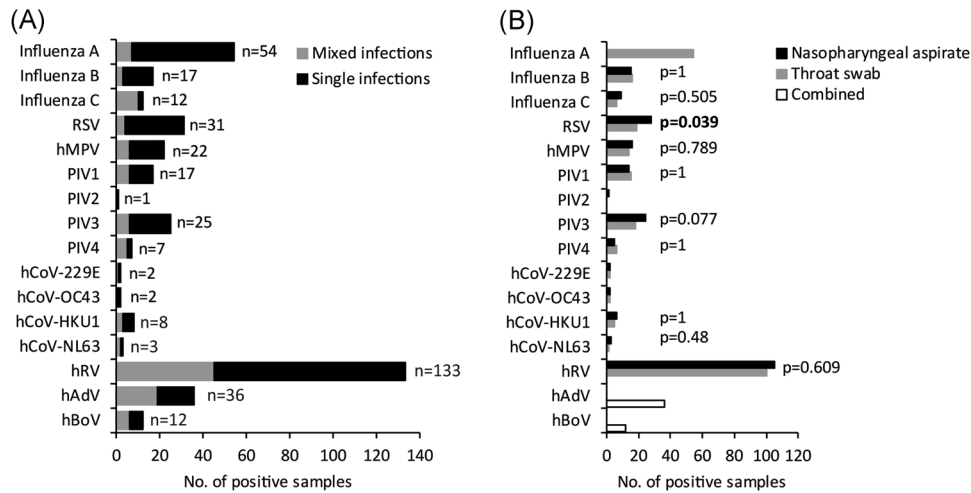 (A)
Influenza A n=54
Influenza B n=17
Influenza C n=12
RSV n=31
hMPV n=22
PIV1 n=17
PIV2 n=1
PIV3 n=25
PIV4 n=7
hCoV-229E n=2
hCoV-OC43 n=2
hCoV-HKU1 n=8
hCoV-NL63 n=3
hRV n=133
hAdV n=36
hBoV n=12
Mixed infections
Single infections
0 20 40 60 80 100 120 140
No. of positive samples
(B)
Influenza A
Influenza B p=1
Influenza C p=0.505
RSV p=0.039
hMPV p=0.789
PIV1 p=1
PIV2
PIV3 p=0.077
PIV4 p=1
hCoV-229E
hCoV-OC43
hCoV-HKU1 p=1
hCoV-NL63 p=0.48
hRV p=0.609
hAdV
hBoV
Nasopharyngeal aspirate
Throat swab
Combined
0 20 40 60 80 100 120
No. of positive samples